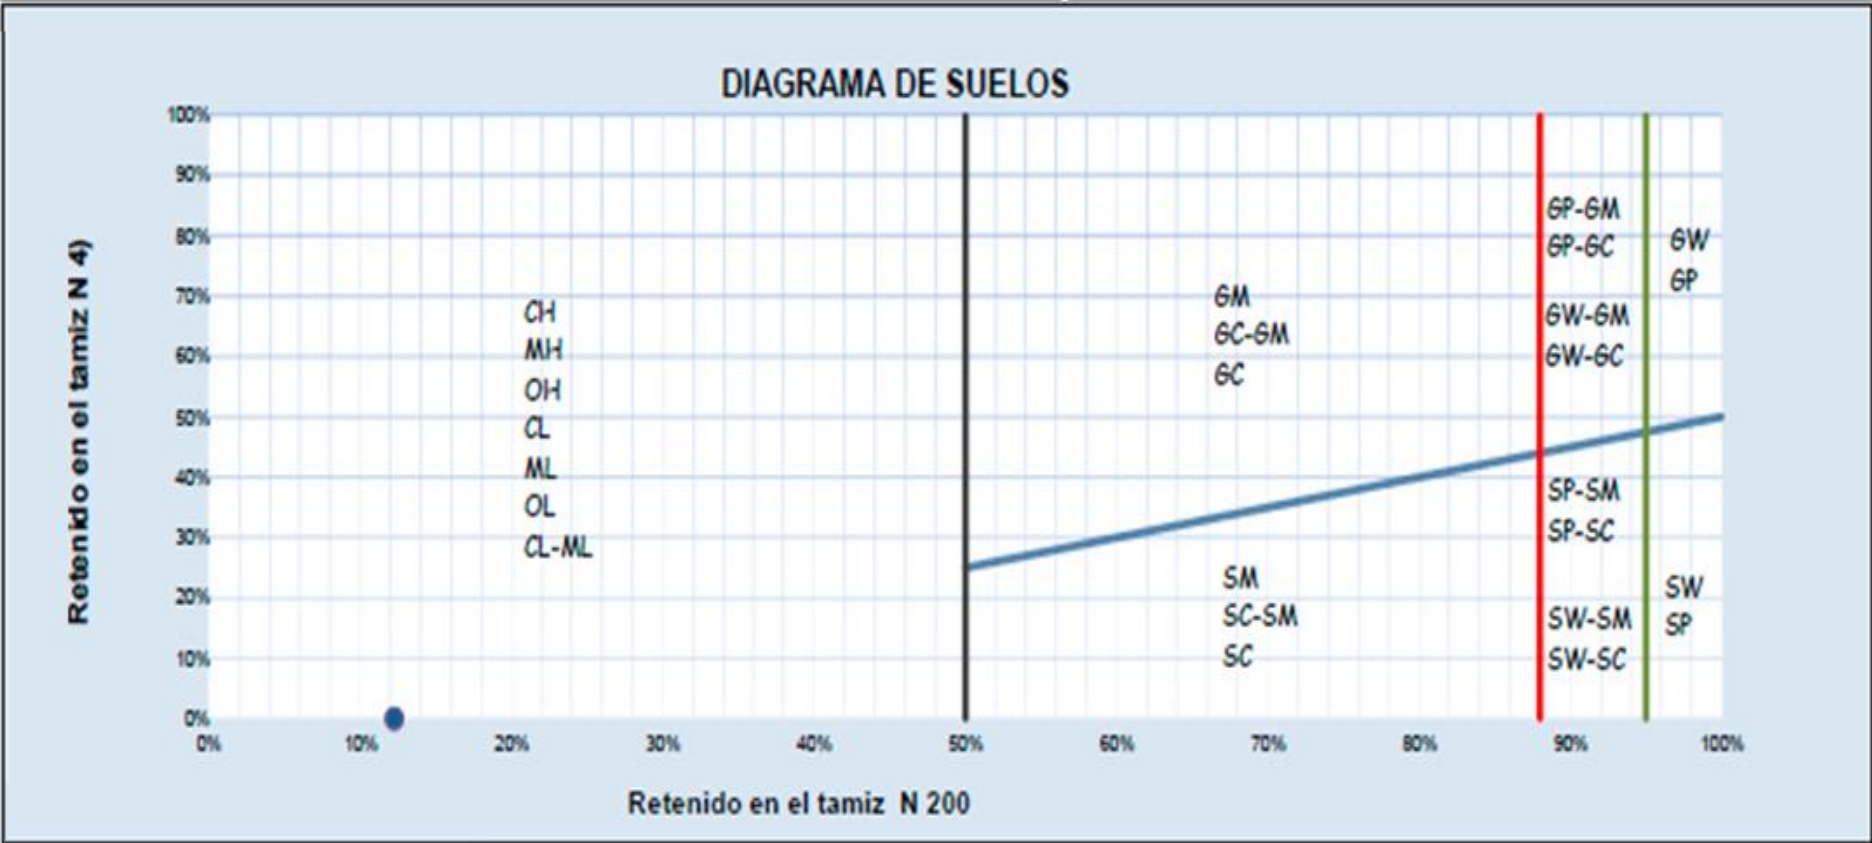 DIAGRAMA DE SUELOS
Retenido en el tamiz N 4)
100%
90%
80%
70%
60%
50%
40%
30%
20%
10%
0%
CH
MH
OH
CL
ML
OL
CL-ML
GM
GC-GM
GC
SM
SC-SM
SC
GP-GM
GP-GC
GW-GM
GW-GC
SP-SM
SP-SC
SW-SM
SW-SC
GW
GP
SW
SP
0% 10% 20% 30% 40% 50% 60% 70% 80% 90% 100%
Retenido en el tamiz N 200